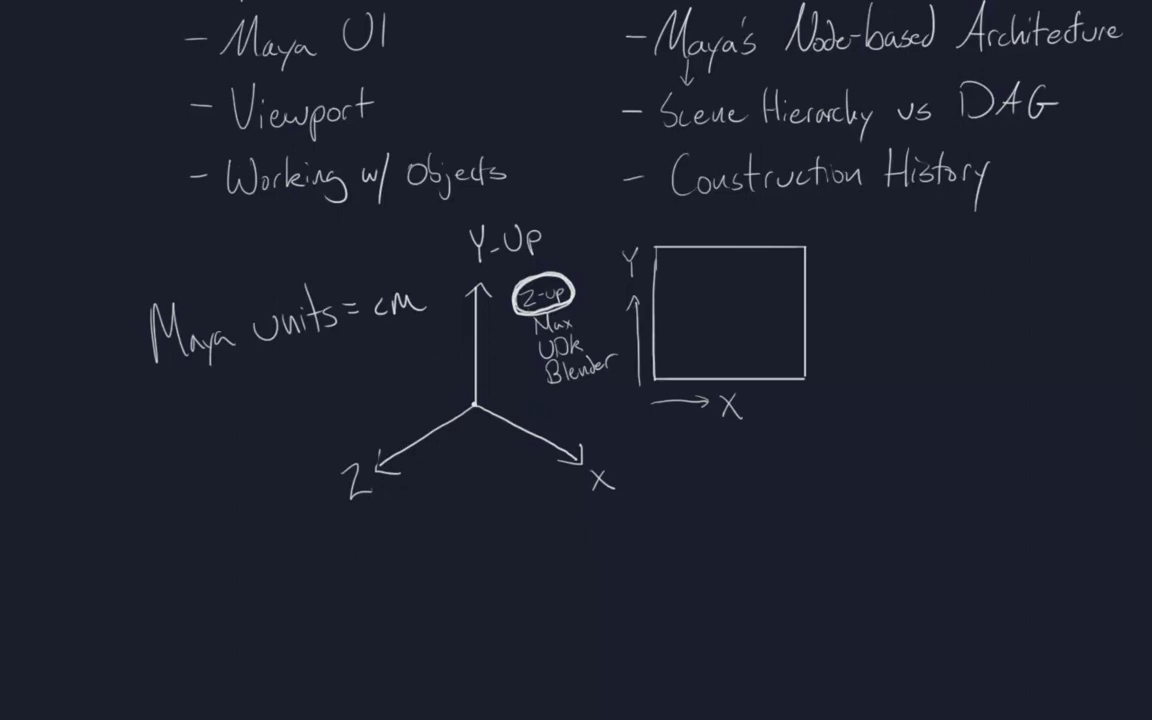 - Maya UI
- Viewport
- Working w/ Objects
- Maya's Node-based Architecture
- Scene Hierarchy vs DAG
- Construction History
Maya units = cm
Y-Up
Z-up
Max
UDK
Blender
Z
X
Y
X